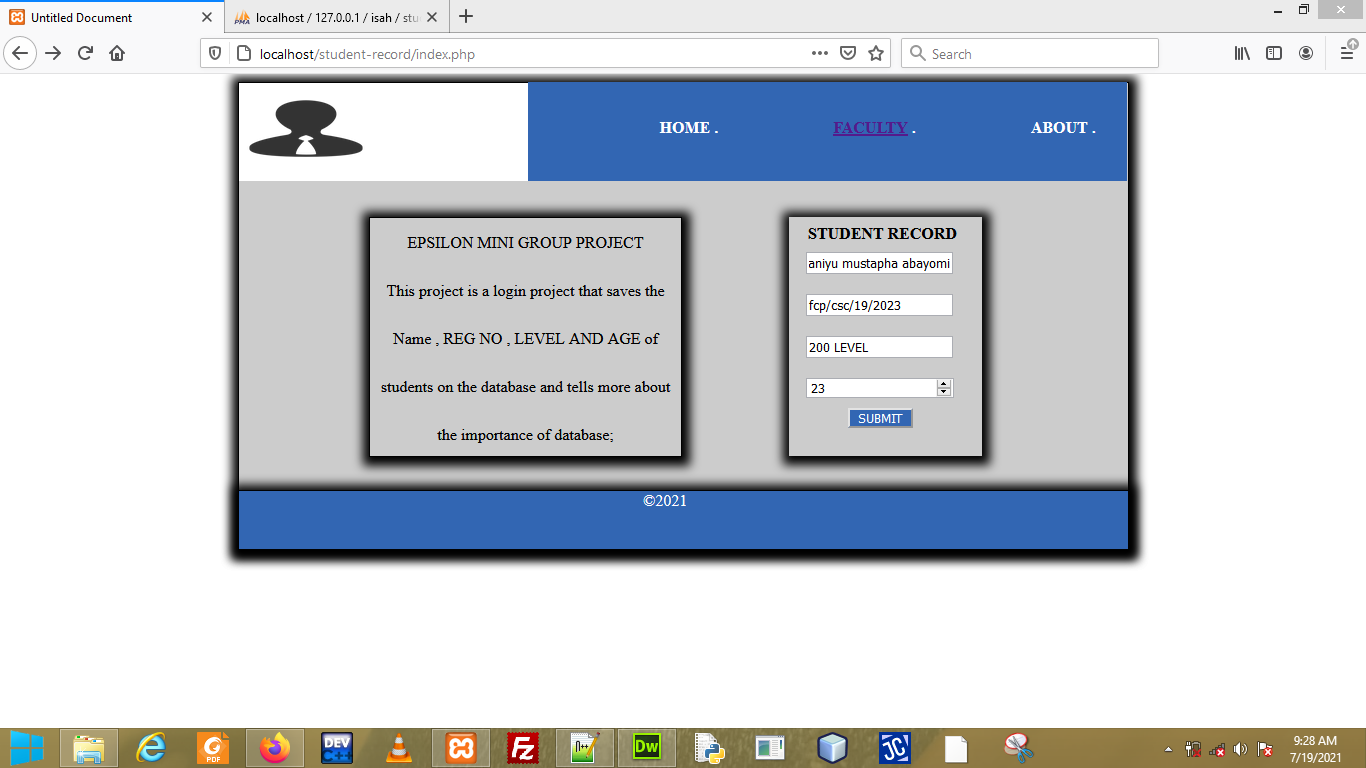 Untitled Document
localhost / 127.0.0.1 / isah / stu
localhost/student-record/index.php
Search
HOME .
FACULTY .
ABOUT .
EPSILON MINI GROUP PROJECT
This project is a login project that saves the
Name , REG NO , LEVEL AND AGE of
students on the database and tells more about
the importance of database;
STUDENT RECORD
aniyu mustapha abayomi
fcp/csc/19/2023
200 LEVEL
23
SUBMIT
©2021
PDF
DEV
C++
Fz
Dw
JC
9:28 AM
7/19/2021